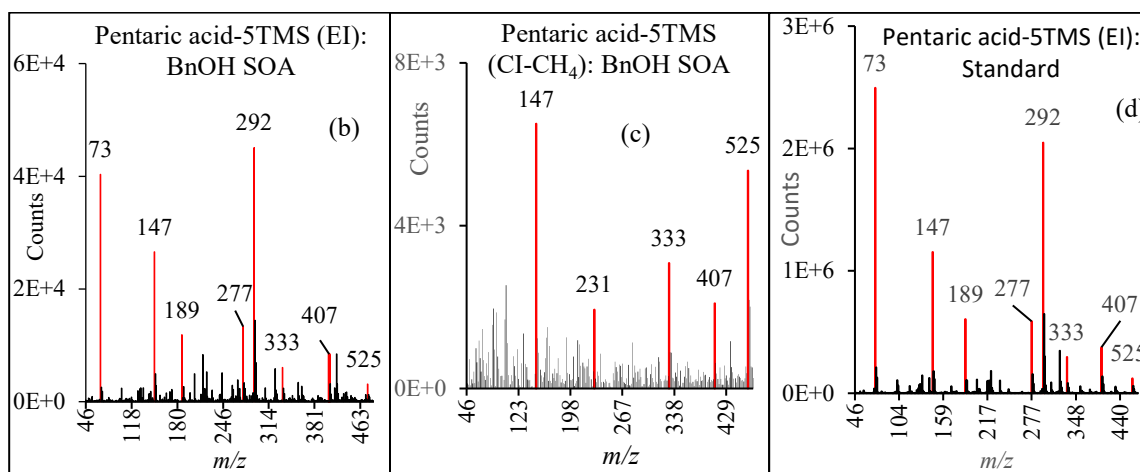 Pentaric acid-5TMS (EI):
BnOH SOA
(b)
6E+4
4E+4
2E+4
0E+0
Counts
73
147
189
277
292
333
407
525
46
118
180
246
314
381
463
m/z
Pentaric acid-5TMS
(CI-CH4): BnOH SOA
(c)
8E+3
4E+3
0E+0
Counts
147
231
333
407
525
46
123
198
267
338
429
m/z
Pentaric acid-5TMS (EI):
Standard
(d)
3E+6
2E+6
1E+6
0E+0
Counts
73
147
189
277
292
333
407
525
46
104
159
217
277
348
440
m/z